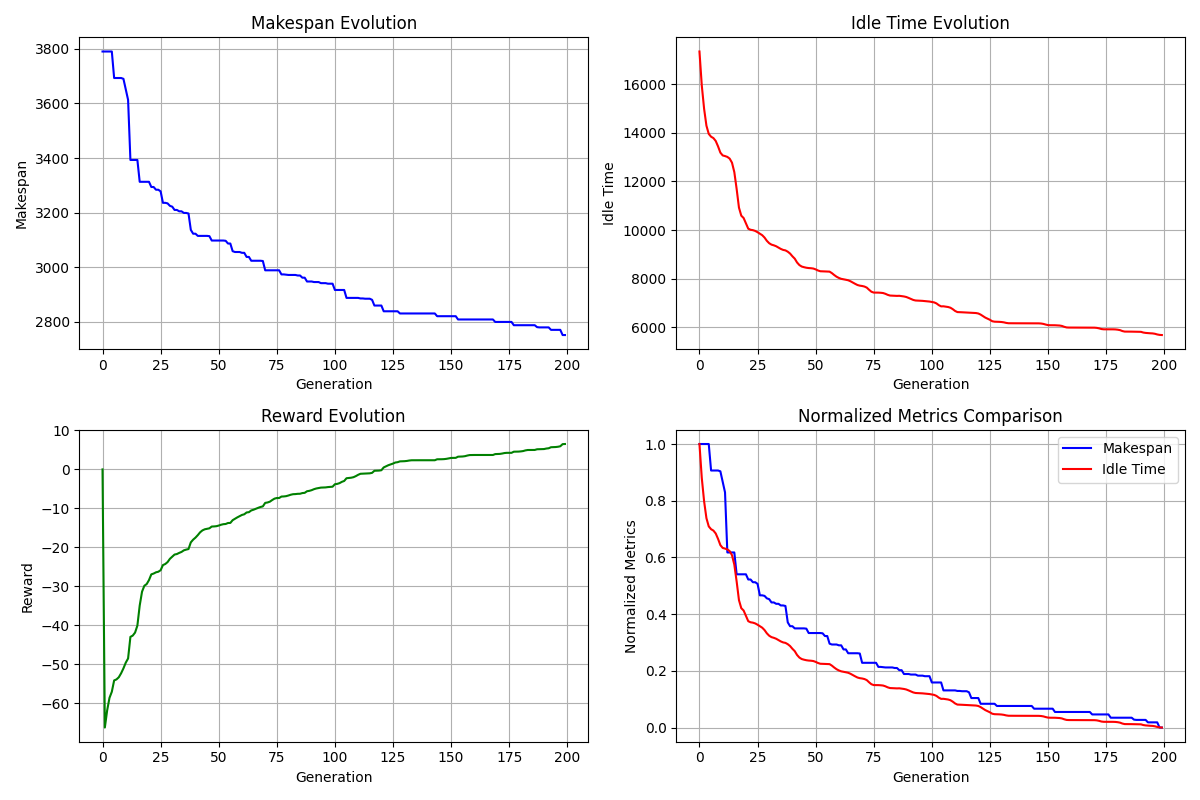 Makespan Evolution
3800
3600
3400
3200
3000
2800
Makespan
0 25 50 75 100 125 150 175 200
Generation
Idle Time Evolution
16000
14000
12000
10000
8000
6000
Idle Time
0 25 50 75 100 125 150 175 200
Generation
Reward Evolution
10
0
−10
−20
−30
−40
−50
−60
Reward
0 25 50 75 100 125 150 175 200
Generation
Normalized Metrics Comparison
Makespan
Idle Time
1.0
0.8
0.6
0.4
0.2
0.0
Normalized Metrics
0 25 50 75 100 125 150 175 200
Generation